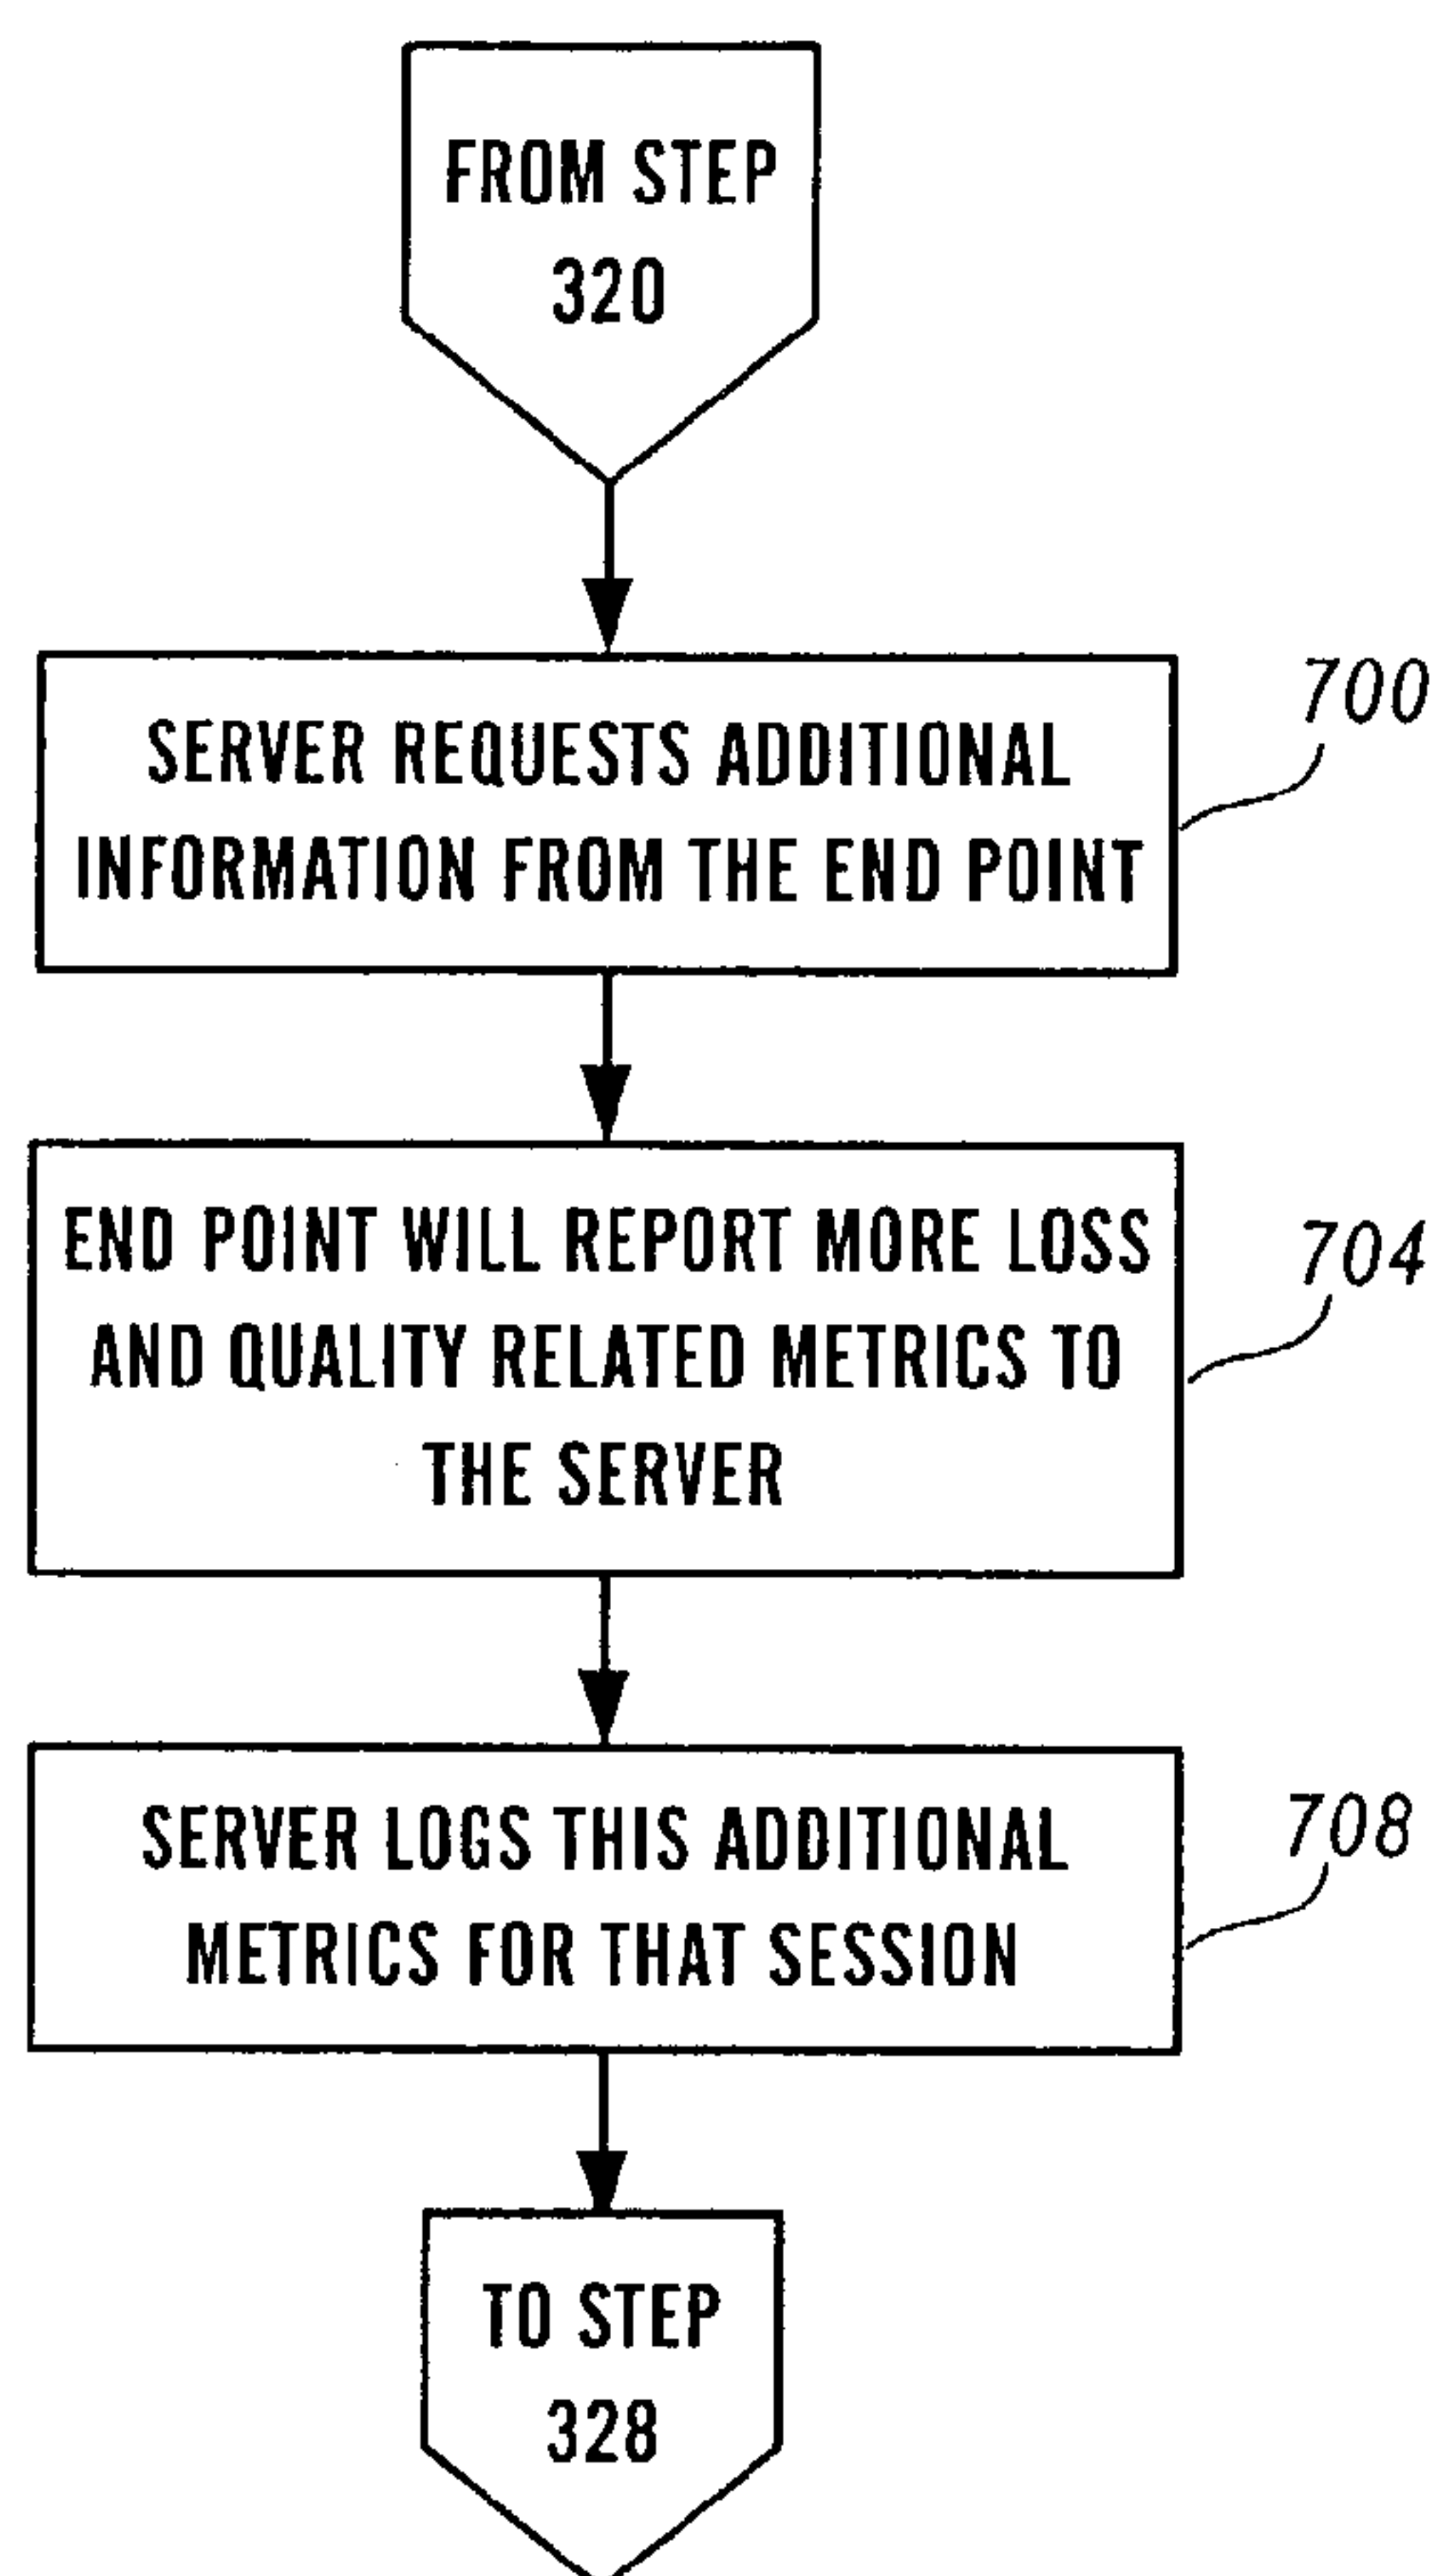 FROM STEP
320
SERVER REQUESTS ADDITIONAL
INFORMATION FROM THE END POINT
700
END POINT WILL REPORT MORE LOSS
AND QUALITY RELATED METRICS TO
THE SERVER
704
SERVER LOGS THIS ADDITIONAL
METRICS FOR THAT SESSION
708
TO STEP
328